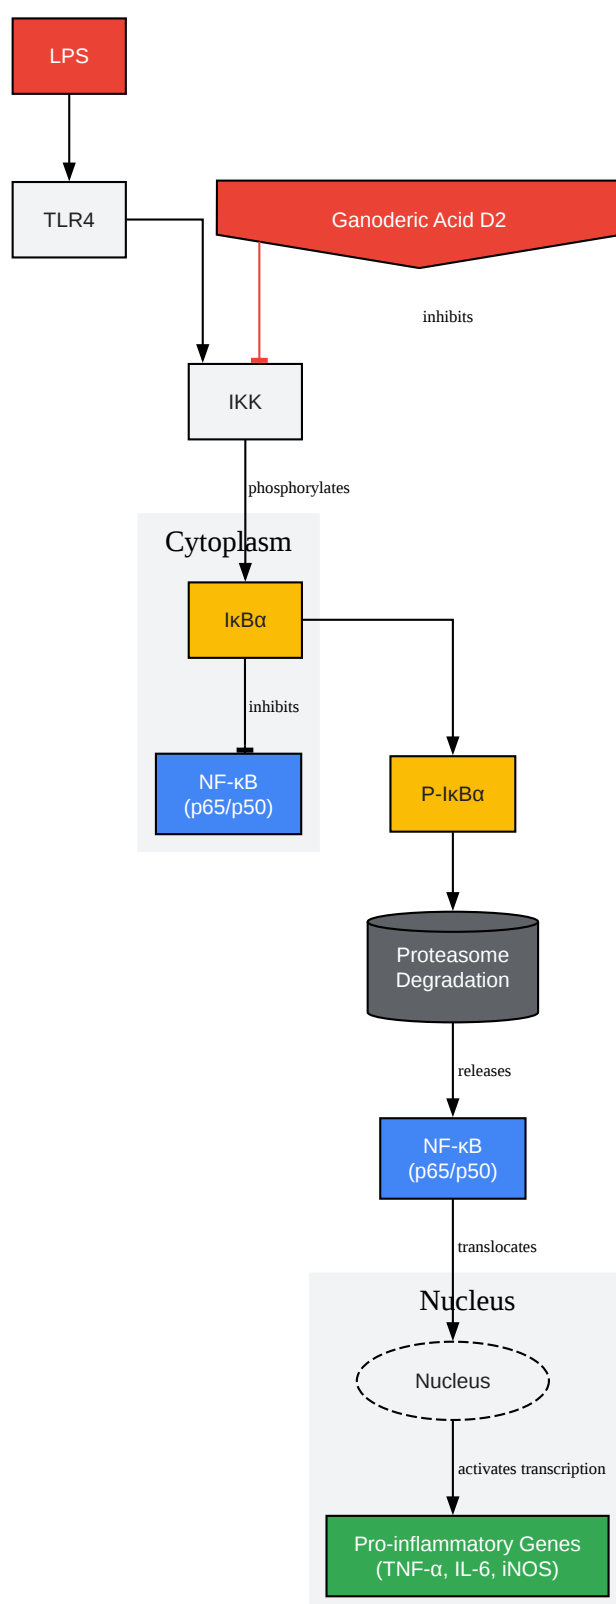 LPS
TLR4
Ganoderic Acid D2
inhibits
IKK
phosphorylates
Cytoplasm
IκBα
inhibits
NF-κB
(p65/p50)
P-IκBα
Proteasome
Degradation
releases
NF-κB
(p65/p50)
translocates
Nucleus
Nucleus
activates transcription
Pro-inflammatory Genes
(TNF-α, IL-6, iNOS)